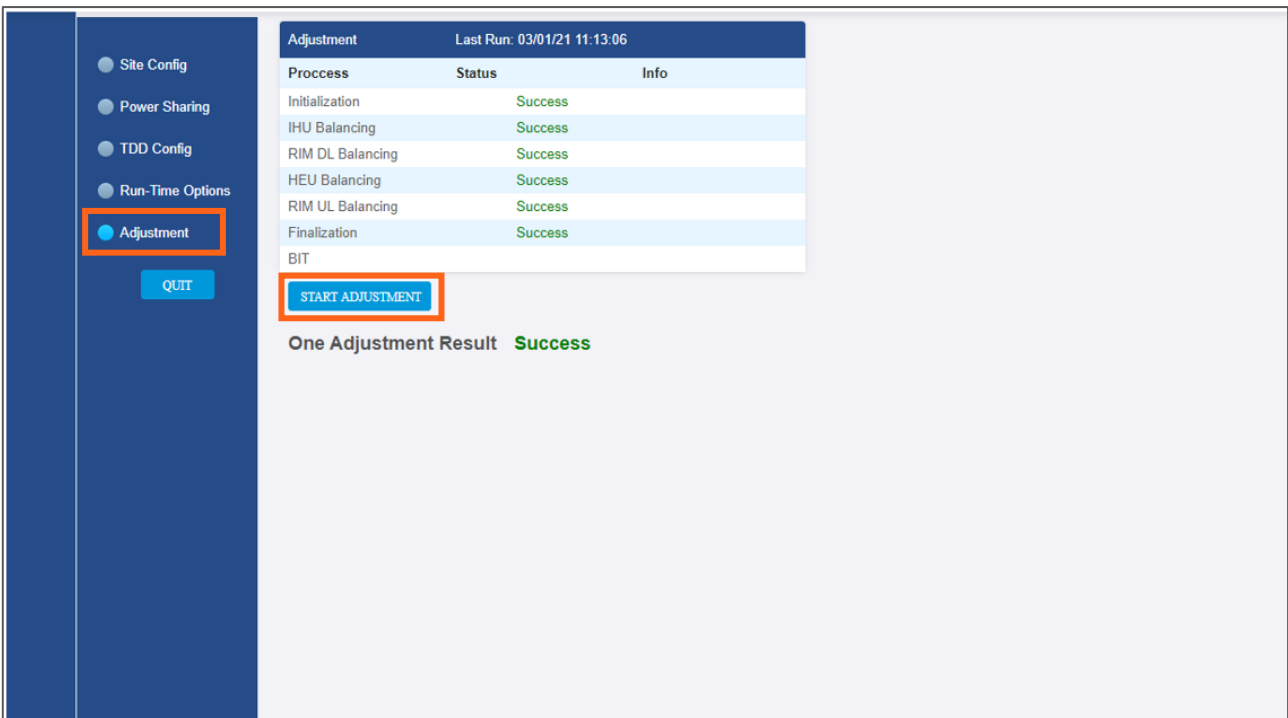 Site Config
Power Sharing
TDD Config
Run-Time Options
Adjustment
QUIT
Adjustment Last Run: 03/01/21 11:13:06
Proccess Status Info
Initialization Success
IHU Balancing Success
RIM DL Balancing Success
HEU Balancing Success
RIM UL Balancing Success
Finalization Success
BIT
START ADJUSTMENT
One Adjustment Result Success